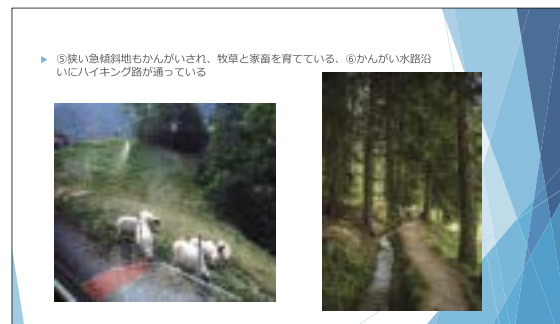 ⑤狭い急傾斜地もかんがいされ、牧草と家畜を育てている、⑥かんがい水路沿
いにハイキング路が通っている